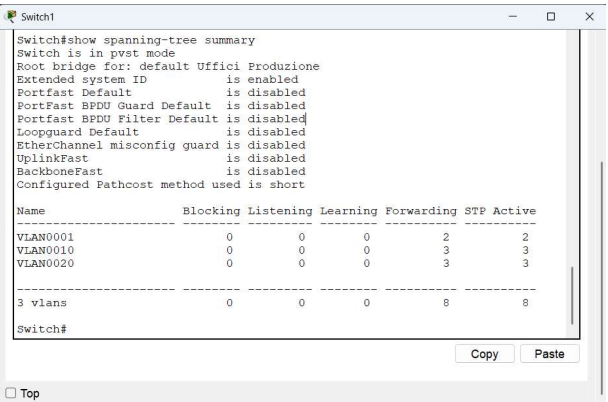 Switch1
Switch#show spanning-tree summary
Switch is in pvst mode
Root bridge for: default Uffici Produzione
Extended system ID           is enabled
Portfast Default             is disabled
PortFast BPDU Guard Default  is disabled
Portfast BPDU Filter Default is disabled
Loopguard Default            is disabled
EtherChannel misconfig guard is disabled
UplinkFast                   is disabled
BackboneFast                 is disabled
Configured Pathcost method used is short
Name                 Blocking Listening Learning Forwarding STP Active
-------------------- -------- --------- -------- ---------- ----------
VLAN0001                  0         0        0          2          2
VLAN0010                  0         0        0          3          3
VLAN0020                  0         0        0          3          3
-------------------- -------- --------- -------- ---------- ----------
3 vlans                   0         0        0          8          8
Switch#
Copy Paste
Top